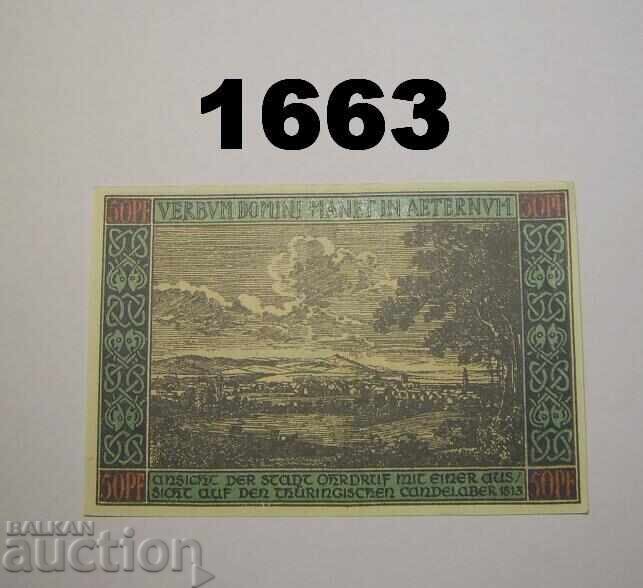 1663
50PF VERBVM DOMINI MANET IN AETERNVM 50PF
50PF ANSICHT DER STADT OHRDRUF MIT EINER AUS/ 50PF
SICHT AUF DEN THÜRINGISCHEN CANDELABER 1813
BALKAN
auction